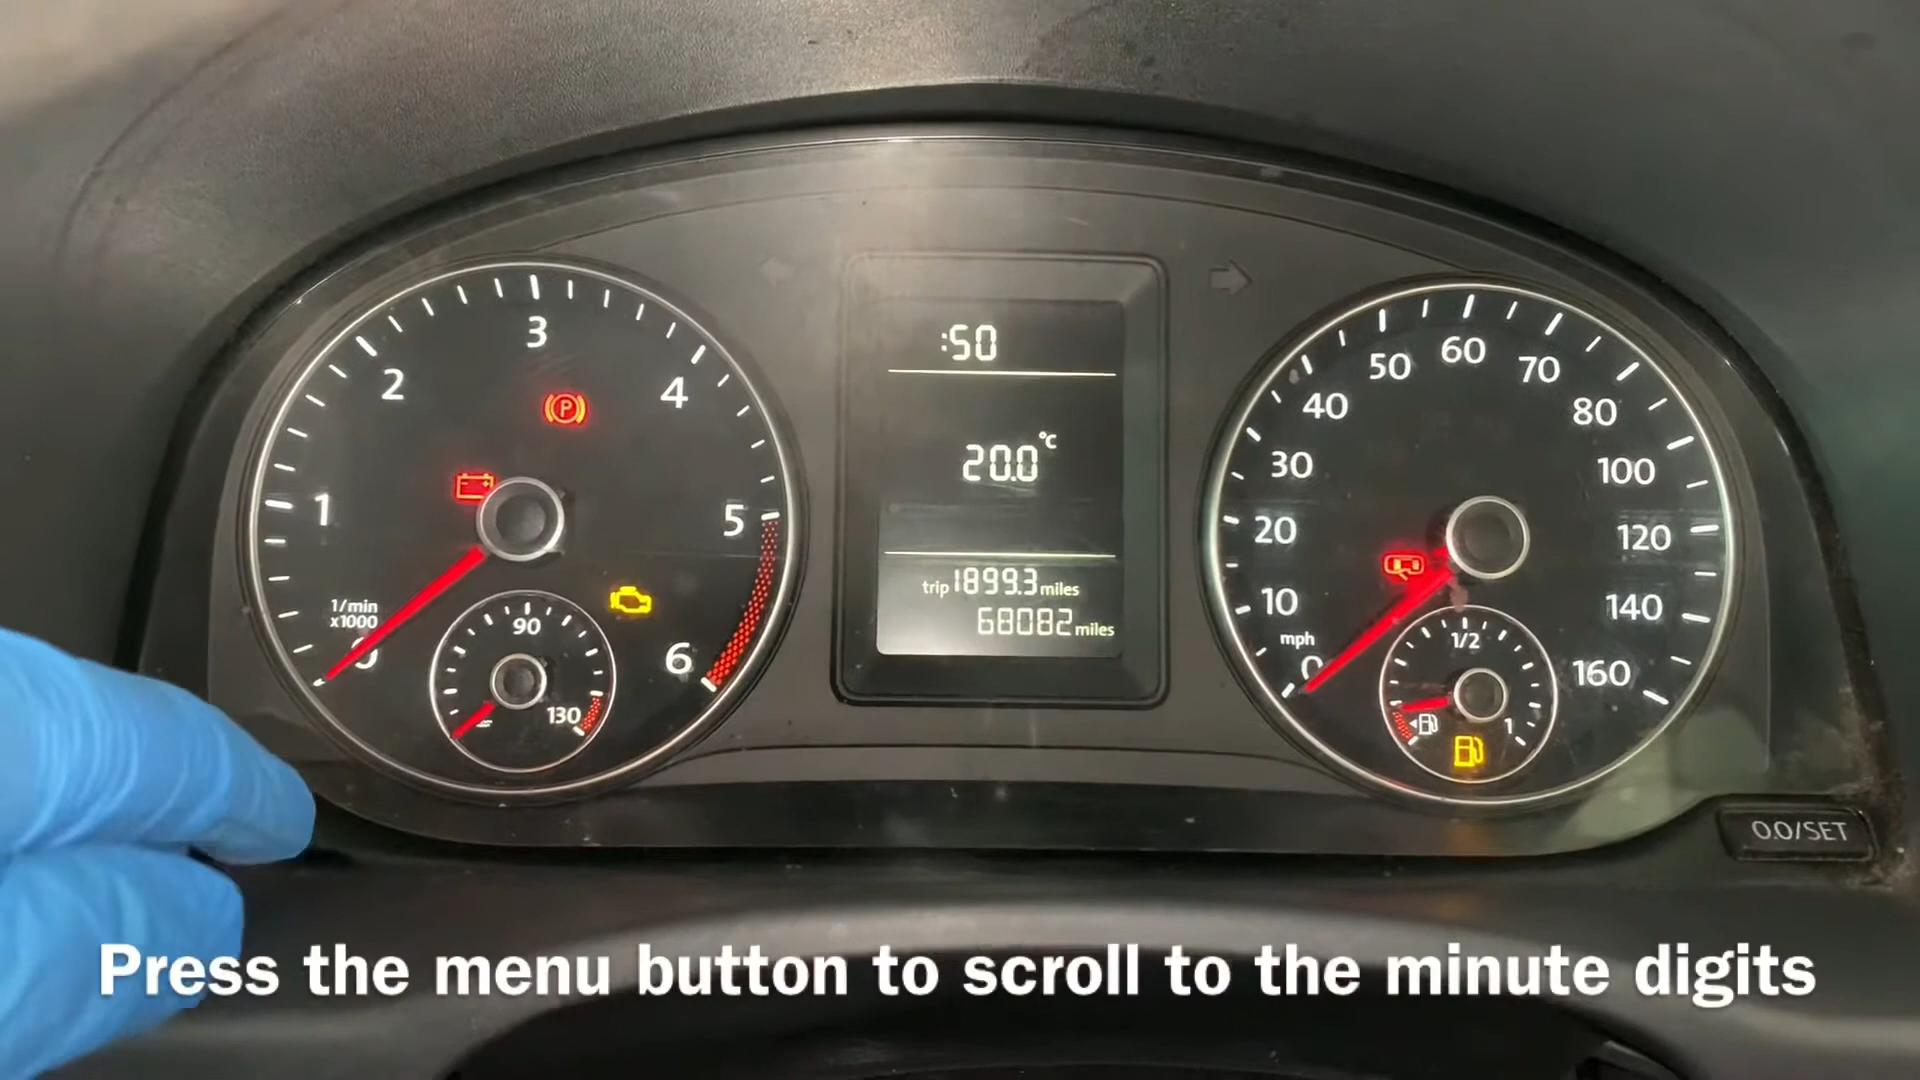 3
2
4
:50
50
60
70
40
80
P
20.0°C
30
100
1
5
20
120
trip 1899.3 miles
68082 miles
10
140
1/min
x1000
90
1/2
mph
0
6
0
160
130
1
0.0/SET
Press the menu button to scroll to the minute digits